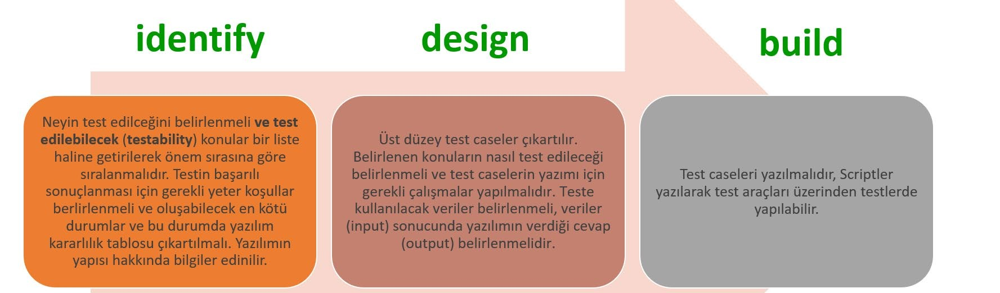 identify
design
build
Neyin test edilceğini belirlenmeli ve test
edilebilecek (testability) konular bir liste
haline getirilerek önem sırasına göre
sıralanmalıdır. Testin başarılı
sonuçlanması için gerekli yeter koşullar
berlirlenmeli ve oluşabilecek en kötü
durumlar ve bu durumda yazılım
kararlılık tablosu çıkartılmalı. Yazılımın
yapısı hakkında bilgiler edinilir.
Üst düzey test caseler çıkartılır.
Belirlenen konuların nasıl test edileceği
belirlenmeli ve test caselerin yazımı için
gerekli çalışmalar yapılmalıdır. Teste
kullanılacak veriler belirlenmeli, veriler
(input) sonucunda yazılımın verdiği cevap
(output) belirlenmelidir.
Test caseleri yazılmalıdır, Scriptler
yazılarak test araçları üzerinden testlerde
yapılabilir.